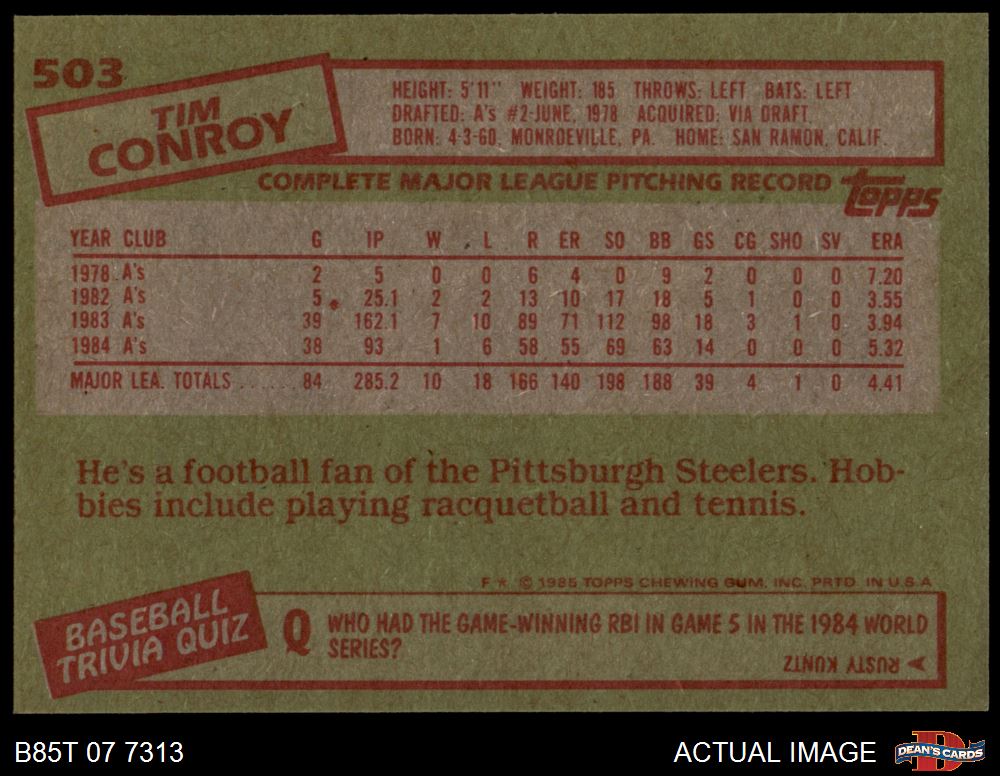 503
TIM
CONROY
HEIGHT: 5'11" WEIGHT: 185 THROWS: LEFT BATS: LEFT
DRAFTED: A's #2-JUNE, 1978 ACQUIRED: VIA DRAFT.
BORN: 4-3-60, MONROEVILLE, PA. HOME: SAN RAMON, CALIF.
COMPLETE MAJOR LEAGUE PITCHING RECORD
topps
YEAR CLUB G IP W L R ER SO BB GS CG SHO SV ERA
1978 A's 2 5 0 0 6 4 0 9 2 0 0 0 7.20
1982 A's 5 25.1 2 2 13 10 17 18 5 1 0 0 3.55
1983 A's 39 162.1 7 10 89 71 112 98 18 3 1 0 3.94
1984 A's 38 93 1 6 58 55 69 63 14 0 0 0 5.32
MAJOR LEA. TOTALS ...... 84 285.2 10 18 166 140 198 188 39 4 1 0 4.41
He's a football fan of the Pittsburgh Steelers. Hob-
bies include playing racquetball and tennis.
F * © 1985 TOPPS CHEWING GUM, INC. PRTD. IN U.S.A.
BASEBALL
TRIVIA QUIZ
Q WHO HAD THE GAME-WINNING RBI IN GAME 5 IN THE 1984 WORLD
SERIES?
RUSTY KUNTZ
B85T 07 7313
ACTUAL IMAGE
D
DEAN'S CARDS